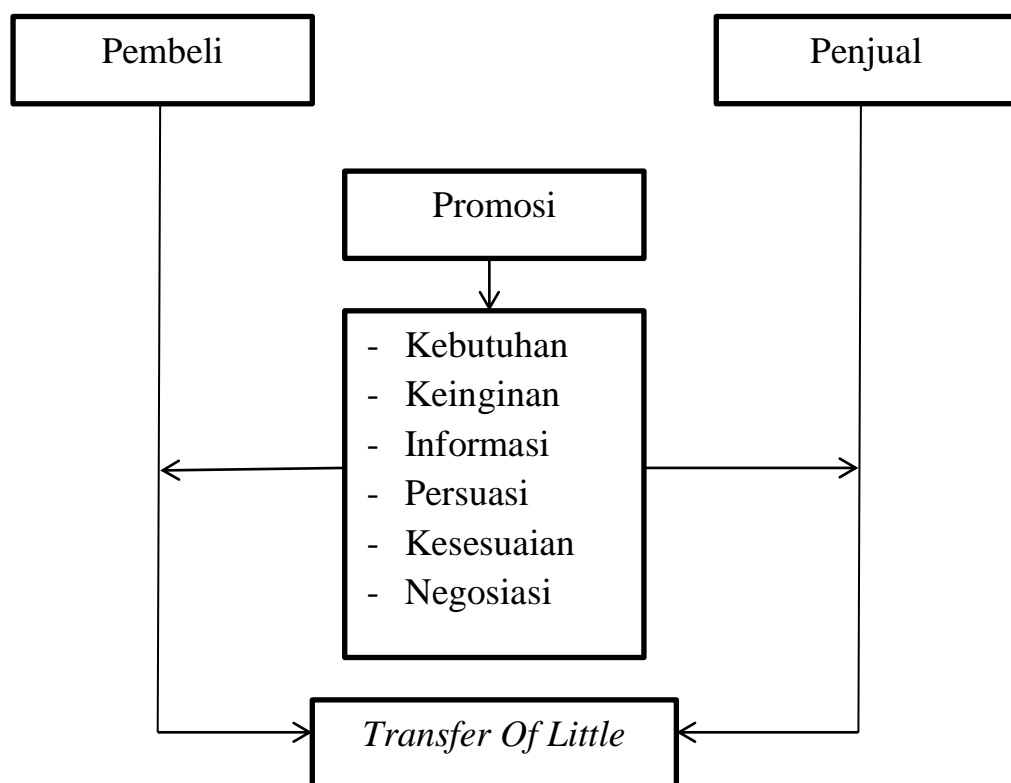 Pembeli
Penjual
Promosi
- Kebutuhan
- Keinginan
- Informasi
- Persuasi
- Kesesuaian
- Negosiasi
Transfer Of Little